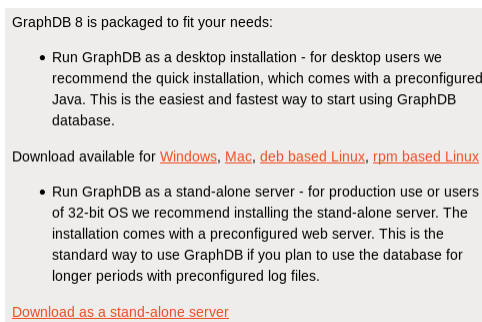 GraphDB 8 is packaged to fit your needs:
• Run GraphDB as a desktop installation - for desktop users we
recommend the quick installation, which comes with a preconfigured
Java. This is the easiest and fastest way to start using GraphDB
database.
Download available for Windows, Mac, deb based Linux, rpm based Linux
• Run GraphDB as a stand-alone server - for production use or users
of 32-bit OS we recommend installing the stand-alone server. The
installation comes with a preconfigured web server. This is the
standard way to use GraphDB if you plan to use the database for
longer periods with preconfigured log files.
Download as a stand-alone server